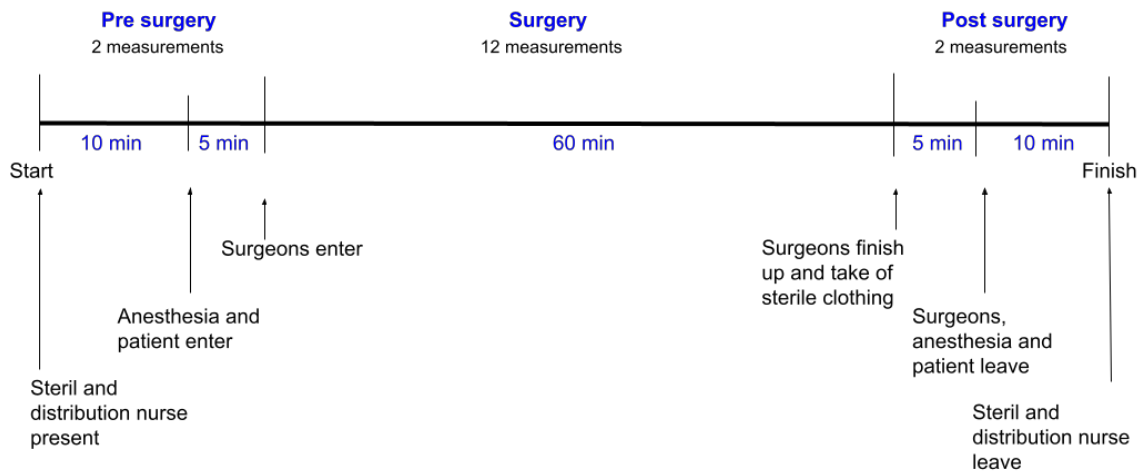 Pre surgery
2 measurements
Surgery
12 measurements
Post surgery
2 measurements
10 min
5 min
60 min
5 min
10 min
Start
Finish
Surgeons enter
Surgeons finish
up and take of
sterile clothing
Anesthesia and
patient enter
Surgeons,
anesthesia and
patient leave
Steril and
distribution nurse
present
Steril and
distribution nurse
leave